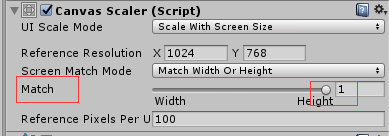 Canvas Scaler (Script)
UI Scale Mode Scale With Screen Size
Reference Resolution X 1024 Y 768
Screen Match Mode Match Width Or Height
Match 1
Width Height
Reference Pixels Per U 100